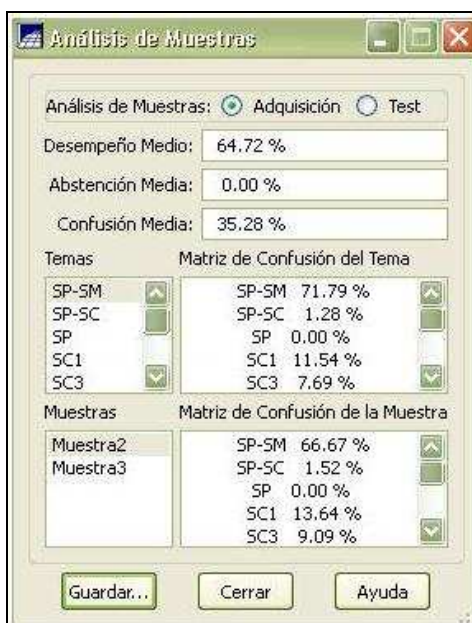 Análisis de Muestras
Análisis de Muestras: Adquisición Test
Desempeño Medio: 64.72 %
Abstención Media: 0.00 %
Confusión Media: 35.28 %
Temas Matriz de Confusión del Tema
SP-SM SP-SM 71.79 %
SP-SC SP-SC 1.28 %
SP SP 0.00 %
SC1 SC1 11.54 %
SC3 SC3 7.69 %
Muestras Matriz de Confusión de la Muestra
Muestra2 SP-SM 66.67 %
Muestra3 SP-SC 1.52 %
SP 0.00 %
SC1 13.64 %
SC3 9.09 %
Guardar... Cerrar Ayuda